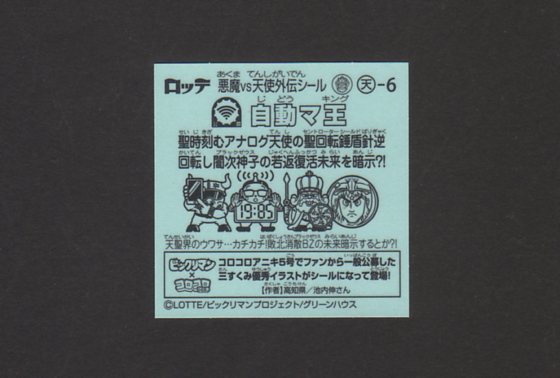 ロッテ 悪魔VS天使外伝シール 天-6
自動マ王
聖時刻むアナログ天使の聖回転錘盾針逆
回転し闇次神子の若返復活未来を暗示?!
19:85
天聖界のウワサ…カチカチ!敗北消散BZの未来暗示するとか?!
ビックリマン × コロコロアニキ
コロコロアニキ5号でファンから一般公募した
三すくみ優秀イラストがシールになって登場!
【作者】高知県/池内伸さん
©LOTTE/ビックリマンプロジェクト/グリーンハウス